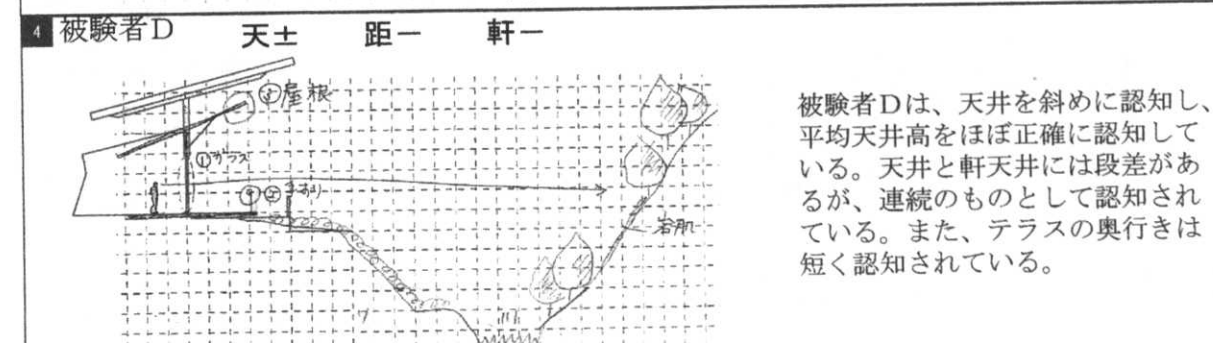 4 被験者D 天± 距− 軒−
③屋根
①ガラス
岩肌
川
被験者Dは、天井を斜めに認知し、
平均天井高をほぼ正確に認知して
いる。天井と軒天井には段差があ
るが、連続のものとして認知され
ている。また、テラスの奥行きは
短く認知されている。